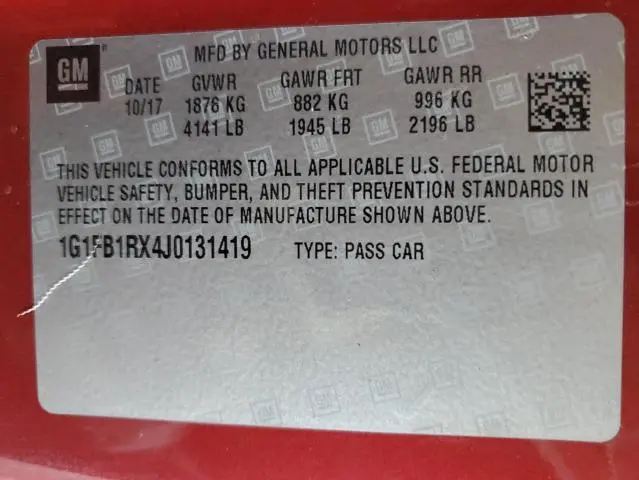 GM
MFD BY GENERAL MOTORS LLC
DATE GVWR GAWR FRT GAWR RR
10/17 1876 KG 882 KG 996 KG
4141 LB 1945 LB 2196 LB
THIS VEHICLE CONFORMS TO ALL APPLICABLE U.S. FEDERAL MOTOR
VEHICLE SAFETY, BUMPER, AND THEFT PREVENTION STANDARDS IN
EFFECT ON THE DATE OF MANUFACTURE SHOWN ABOVE.
1G1FB1RX4J0131419 TYPE: PASS CAR